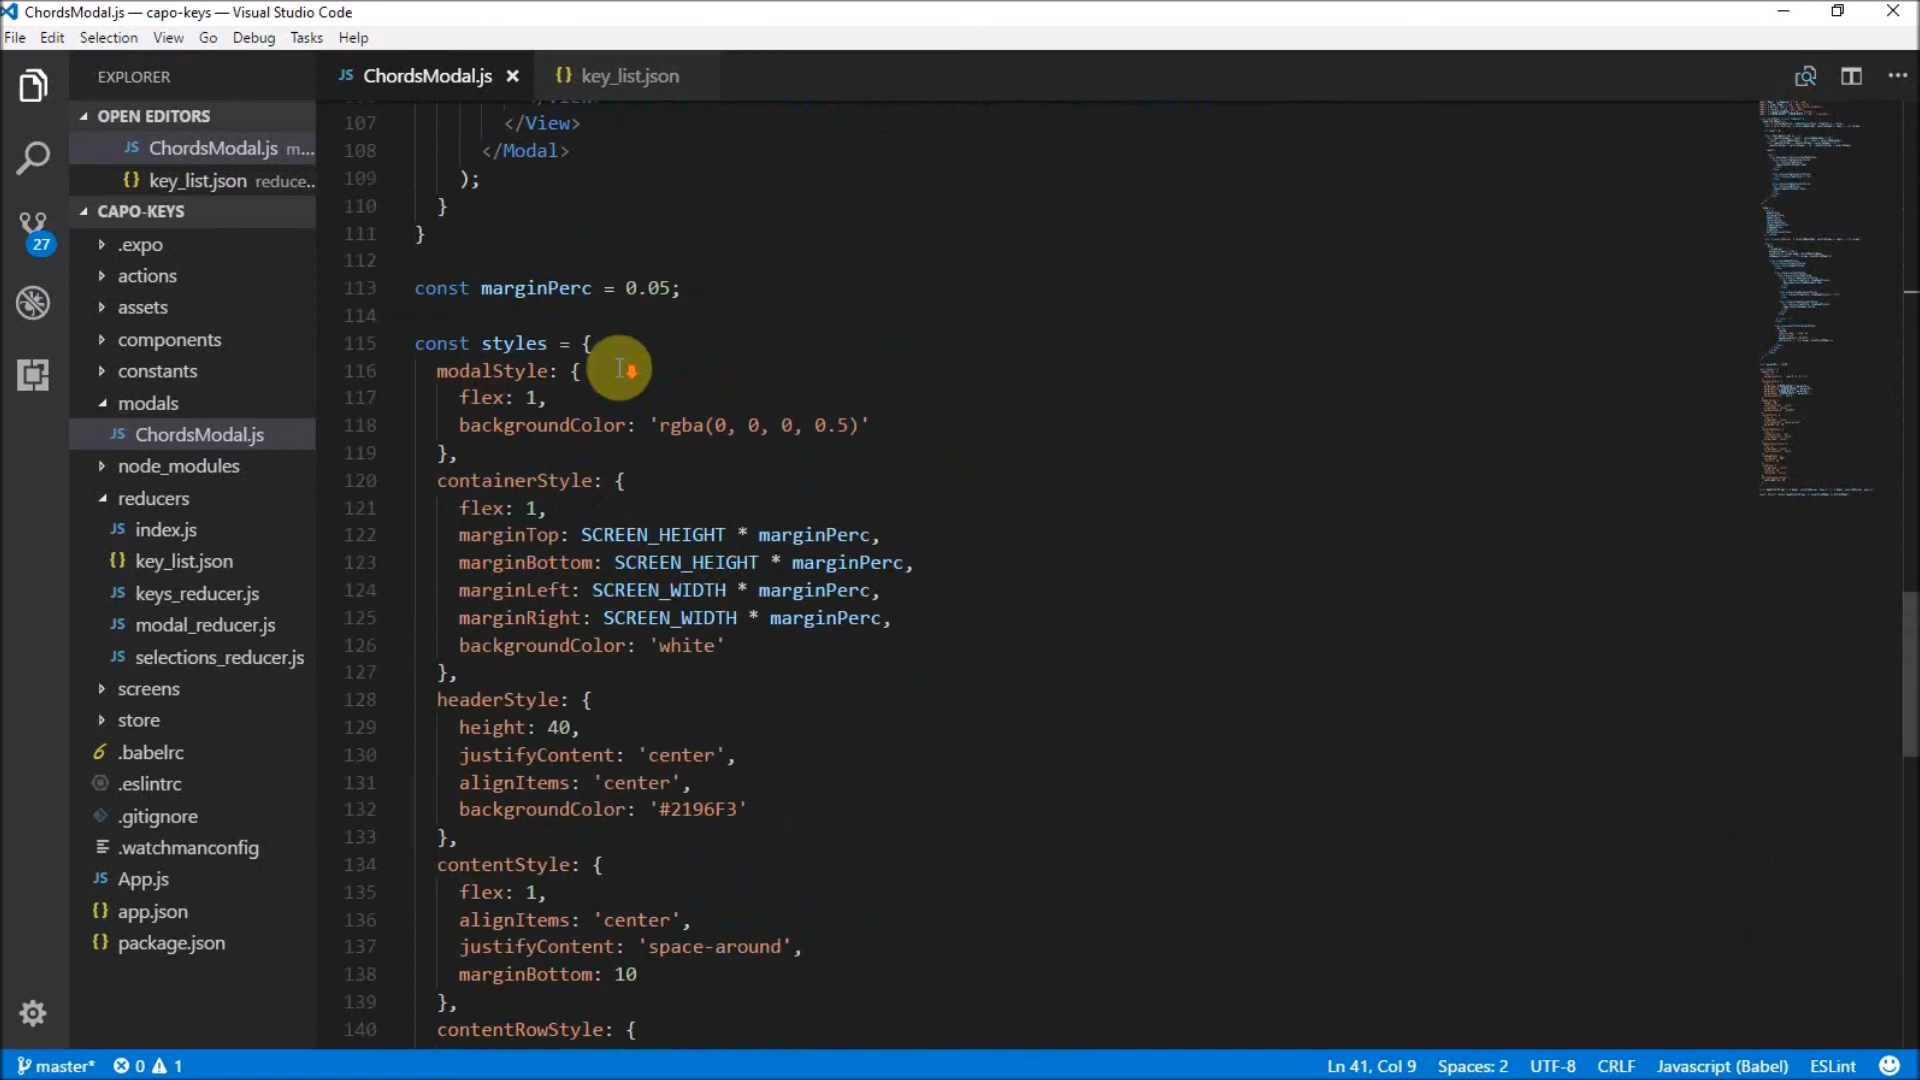 ChordsModal.js — capo-keys — Visual Studio Code
File Edit Selection View Go Debug Tasks Help
EXPLORER
OPEN EDITORS
JS ChordsModal.js m...
{} key_list.json reduce...
CAPO-KEYS
.expo
actions
assets
components
constants
modals
JS ChordsModal.js
node_modules
reducers
JS index.js
{} key_list.json
JS keys_reducer.js
JS modal_reducer.js
JS selections_reducer.js
screens
store
.babelrc
.eslintrc
.gitignore
.watchmanconfig
JS App.js
{} app.json
{} package.json
27
JS ChordsModal.js
{} key_list.json
107 </View>
108 </Modal>
109 );
110 }
111 }
112
113 const marginPerc = 0.05;
114
115 const styles = {
116 modalStyle: {
117 flex: 1,
118 backgroundColor: 'rgba(0, 0, 0, 0.5)'
119 },
120 containerStyle: {
121 flex: 1,
122 marginTop: SCREEN_HEIGHT * marginPerc,
123 marginBottom: SCREEN_HEIGHT * marginPerc,
124 marginLeft: SCREEN_WIDTH * marginPerc,
125 marginRight: SCREEN_WIDTH * marginPerc,
126 backgroundColor: 'white'
127 },
128 headerStyle: {
129 height: 40,
130 justifyContent: 'center',
131 alignItems: 'center',
132 backgroundColor: '#2196F3'
133 },
134 contentStyle: {
135 flex: 1,
136 alignItems: 'center',
137 justifyContent: 'space-around',
138 marginBottom: 10
139 },
140 contentRowStyle: {
master* 0 1 Ln 41, Col 9 Spaces: 2 UTF-8 CRLF Javascript (Babel) ESLint